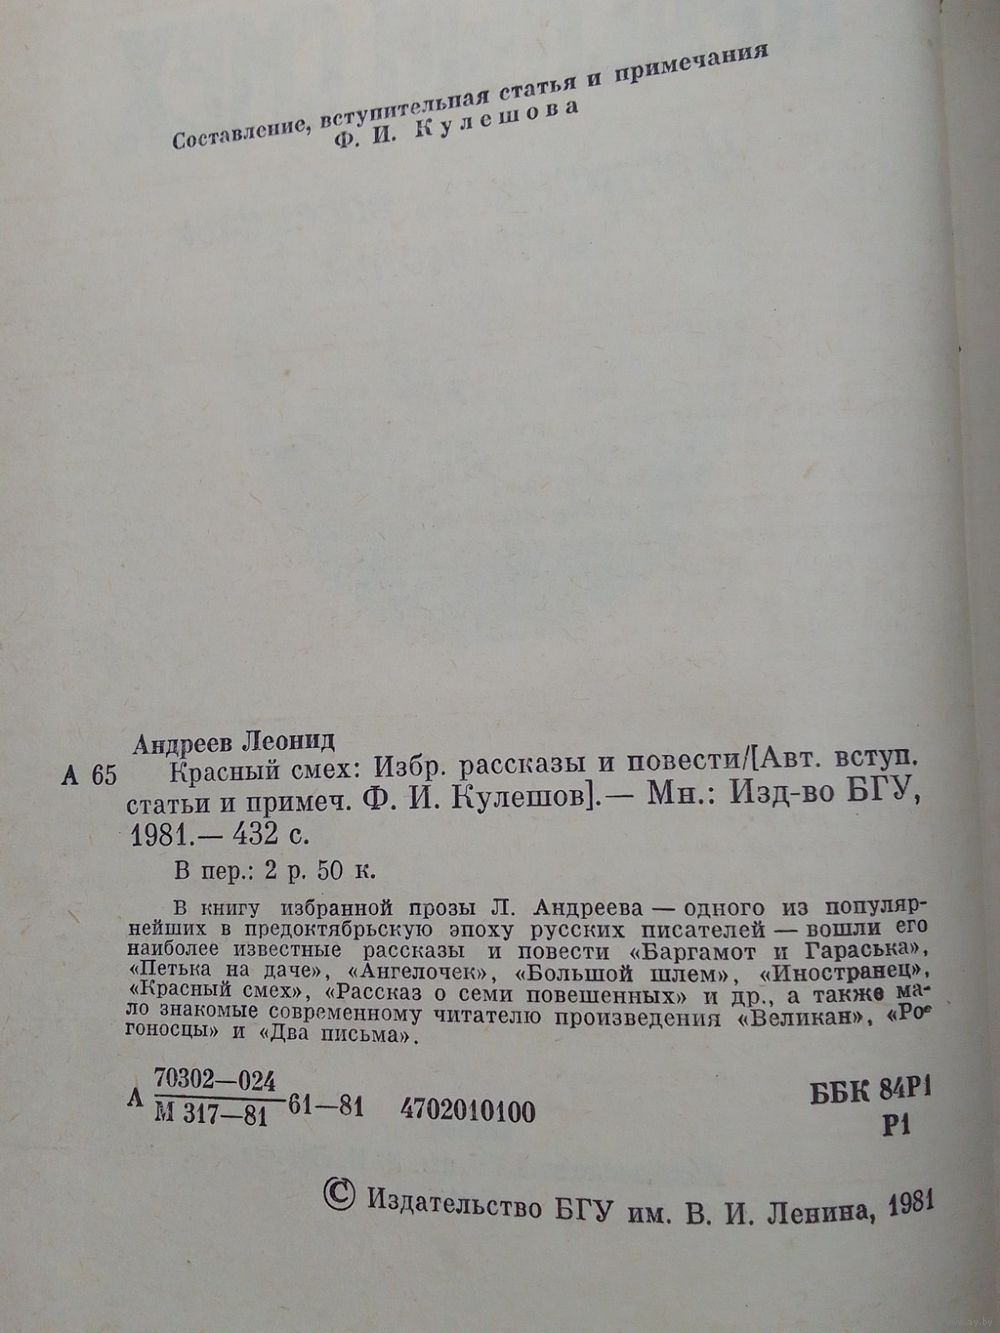 Составление, вступительная статья и примечания
Ф. И. Кулешова
Андреев Леонид
А 65 Красный смех: Избр. рассказы и повести/[Авт. вступ.
статьи и примеч. Ф. И. Кулешов].— Мн.: Изд-во БГУ,
1981.— 432 с.
В пер.: 2 р. 50 к.
В книгу избранной прозы Л. Андреева — одного из популяр-
нейших в предоктябрьскую эпоху русских писателей — вошли его
наиболее известные рассказы и повести «Баргамот и Гараська»,
«Петька на даче», «Ангелочек», «Большой шлем», «Иностранец»,
«Красный смех», «Рассказ о семи повешенных» и др., а также ма-
ло знакомые современному читателю произведения «Великан», «Ро-
гоносцы» и «Два письма».
А 70302—024
М 317—81 61—81 4702010100
ББК 84Р1
Р1
© Издательство БГУ им. В. И. Ленина, 1981